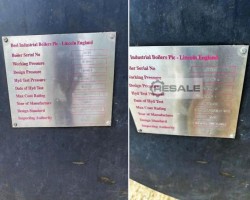 Beel Industrial Boilers Plc - Lincoln England
Boiler Serial No
Working Pressure
Design Pressure
Hyd Test Pressure
Date of Hyd Test
Max Cont Rating
Year of Manufacture
Design Standard
Inspecting Authority
Industrial Boilers Plc - Lincoln England
ler Serial No
Working Pressure
Design Pressure
Hyd Test Pressure
Date of Hyd Test
Max Cont Rating
Year of Manufacture
Design Standard
Inspecting Authority
RESALE